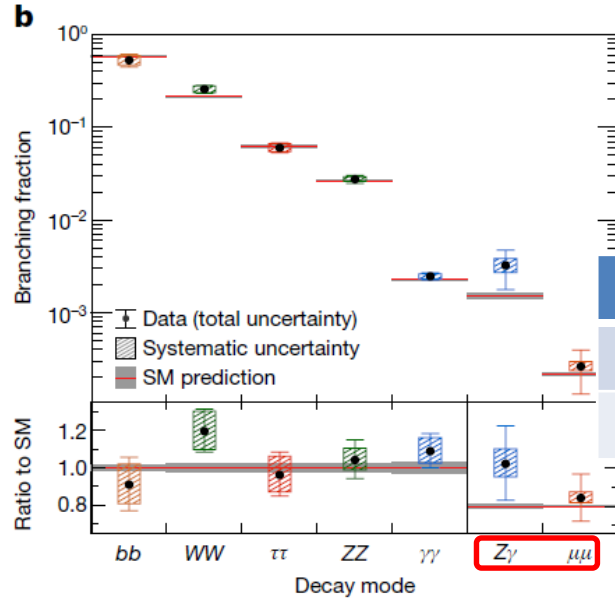 b
10⁰
10⁻¹
10⁻²
10⁻³
Branching fraction
Data (total uncertainty)
Systematic uncertainty
SM prediction
1.2
1.0
0.8
Ratio to SM
bb WW ττ ZZ γγ Zγ μμ
Decay mode